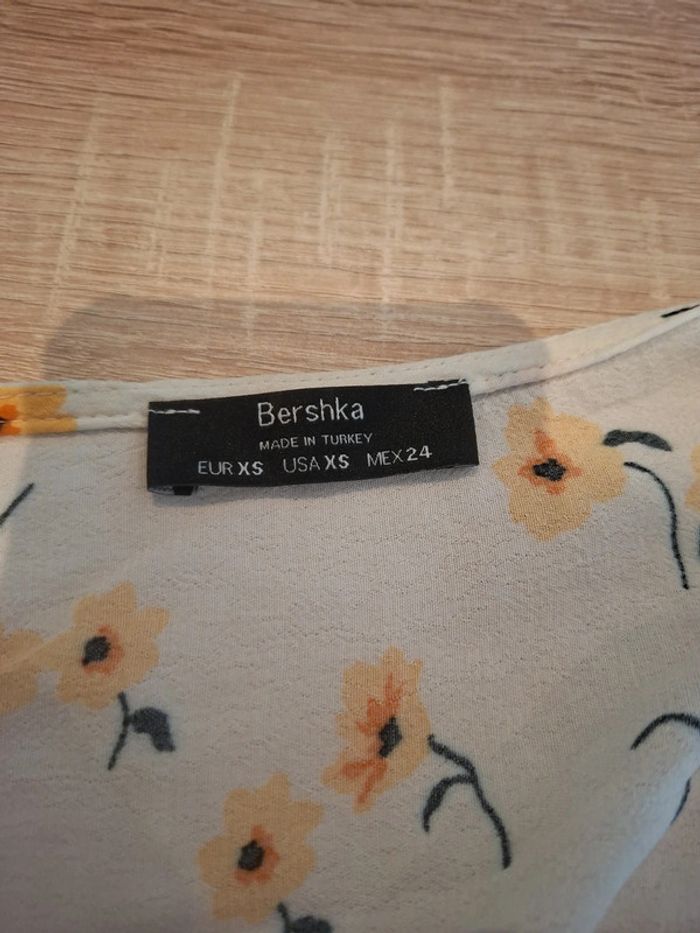 Bershka
MADE IN TURKEY
EUR XS USA XS MEX 24